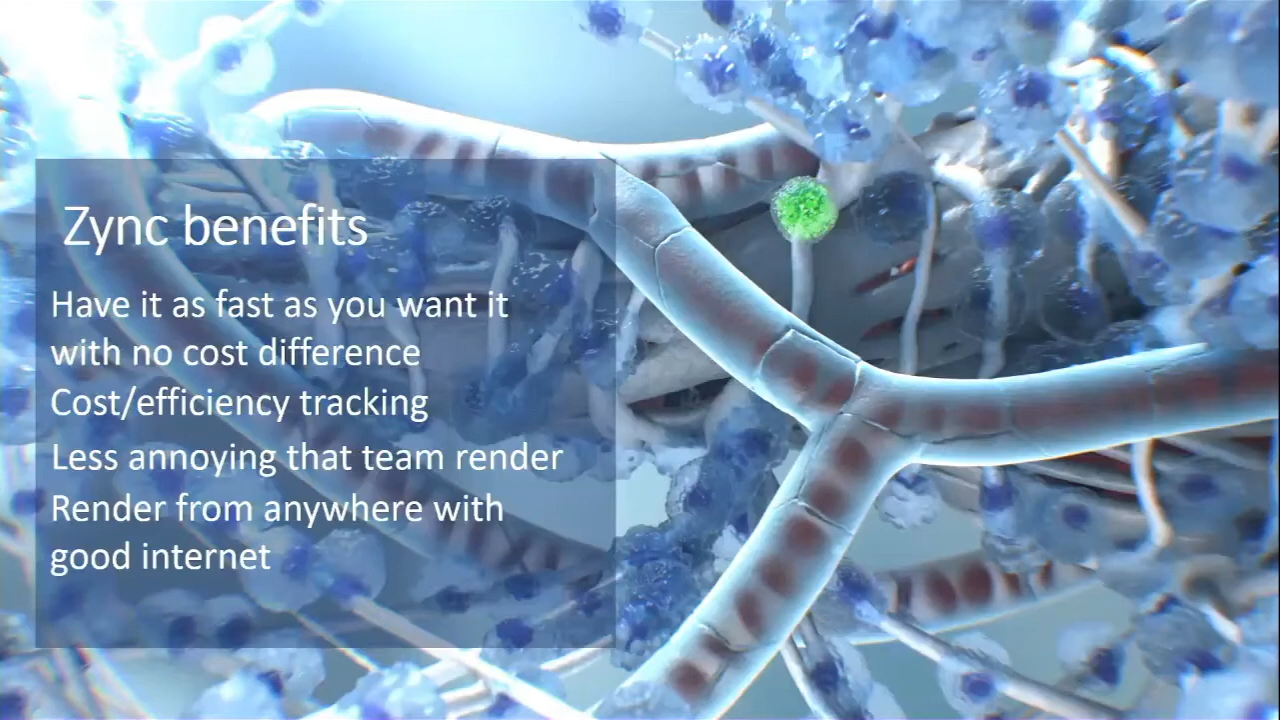 Zync benefits
Have it as fast as you want it
with no cost difference
Cost/efficiency tracking
Less annoying that team render
Render from anywhere with
good internet